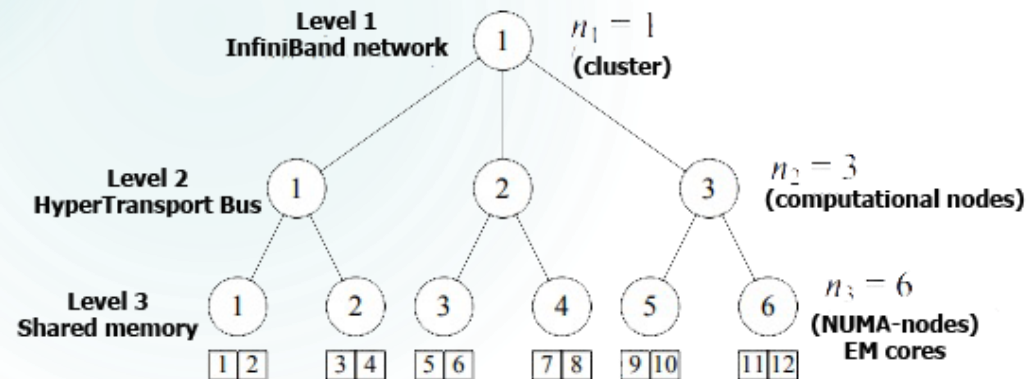 Level 1
InfiniBand network
1
n₁ = 1
(cluster)
Level 2
HyperTransport Bus
1
2
3
n₂ = 3
(computational nodes)
Level 3
Shared memory
1
2
3
4
5
6
n₃ = 6
(NUMA-nodes)
EM cores
1 2 3 4 5 6 7 8 9 10 11 12